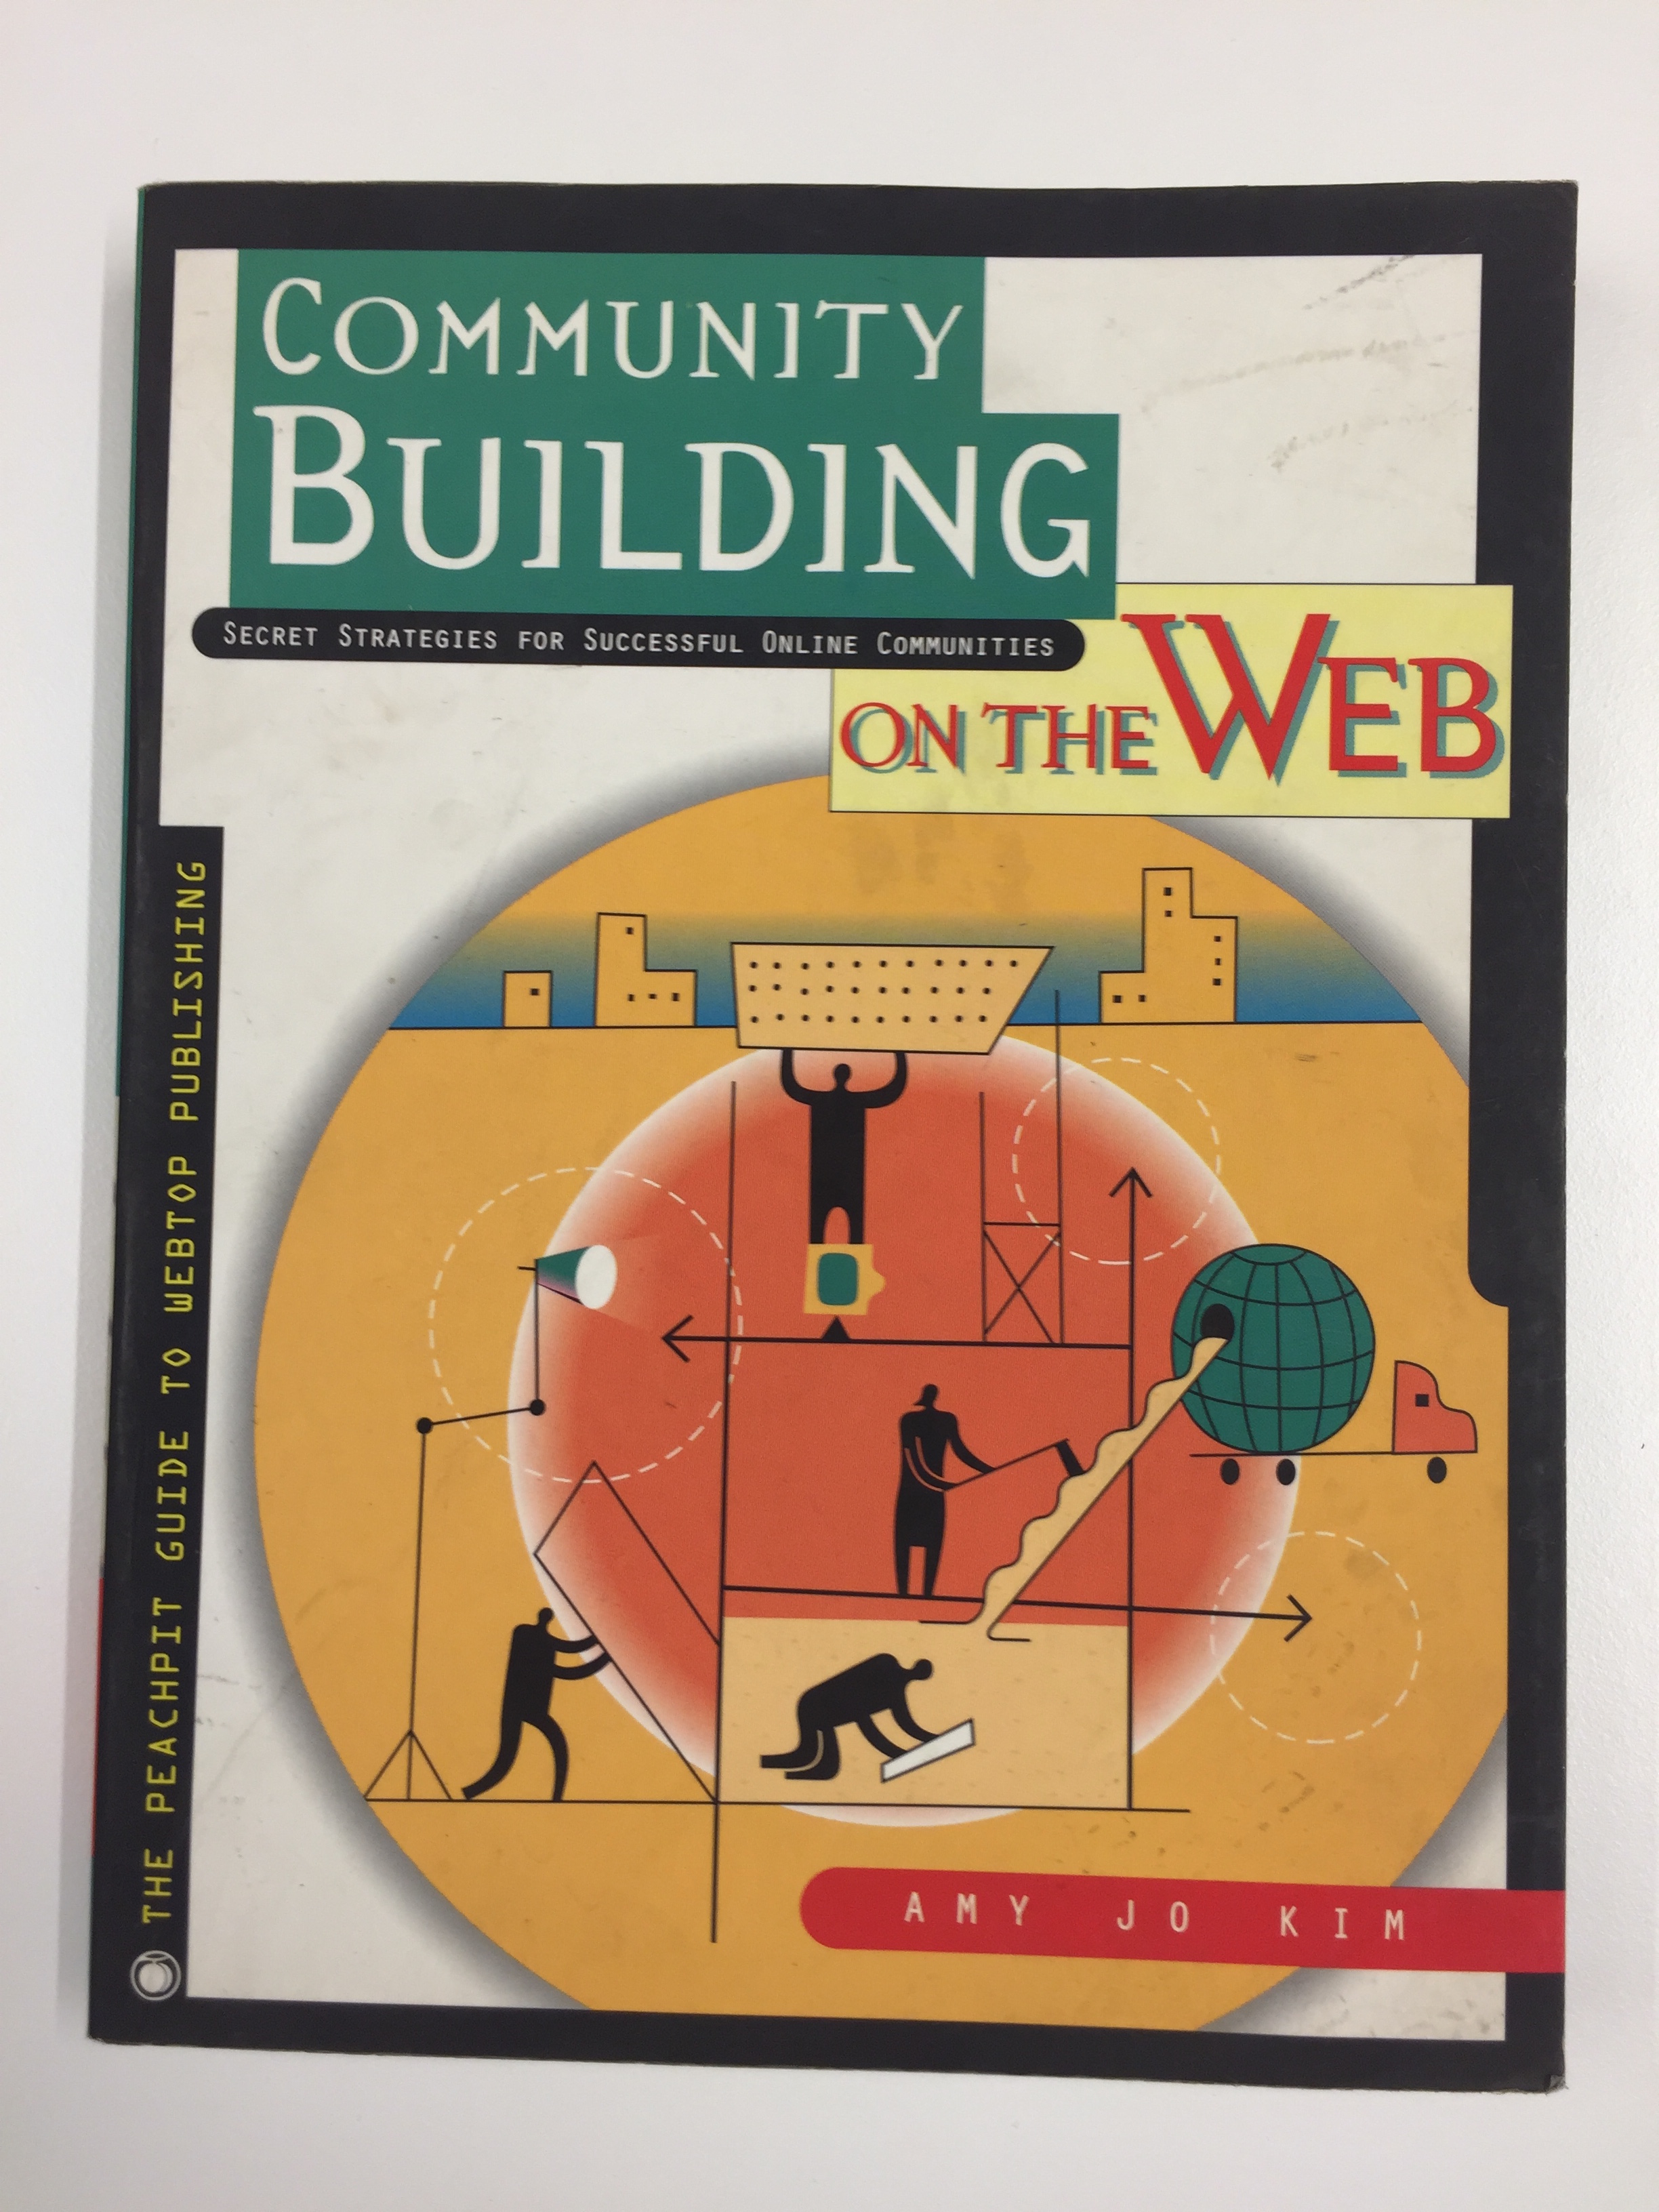 COMMUNITY
BUILDING
SECRET STRATEGIES FOR SUCCESSFUL ONLINE COMMUNITIES
ON THE WEB
THE PEACHPIT GUIDE TO WEBTOP PUBLISHING
AMY JO KIM